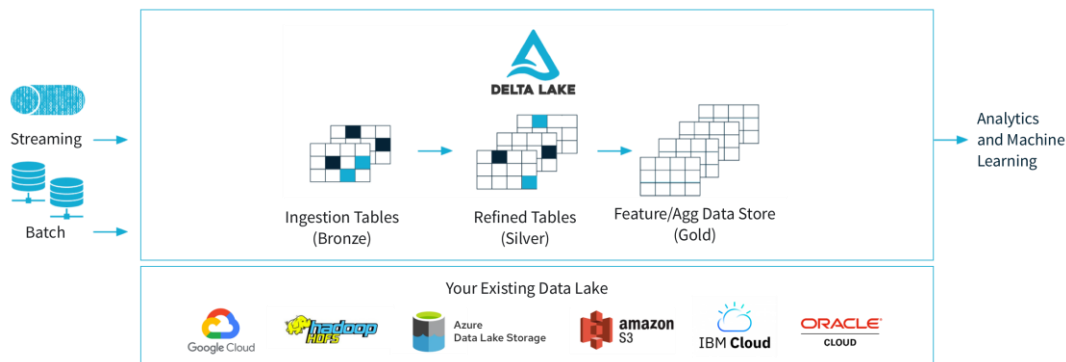 DELTA LAKE
Streaming
Batch
Ingestion Tables
(Bronze)
Refined Tables
(Silver)
Feature/Agg Data Store
(Gold)
Analytics
and Machine
Learning
Your Existing Data Lake
Google Cloud
hadoop
HDFS
Azure
Data Lake Storage
amazon
S3
IBM Cloud
ORACLE
CLOUD